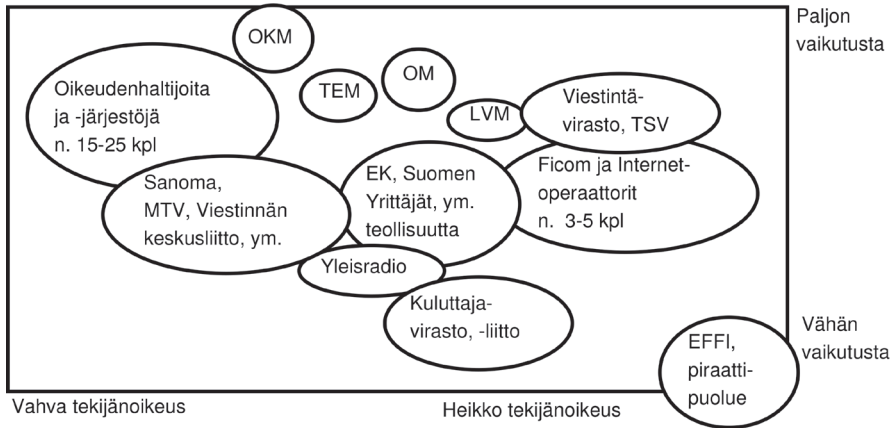 OKM
Paljon
vaikutusta
Oikeudenhaltijoita
ja -järjestöjä
n. 15-25 kpl
TEM
OM
LVM
Viestintä-
virasto, TSV
Sanoma,
MTV, Viestinnän
keskusliitto, ym.
EK, Suomen
Yrittäjät, ym.
teollisuutta
Ficom ja Internet-
operaattorit
n. 3-5 kpl
Yleisradio
Kuluttaja-
virasto, -liitto
EFFI,
piraatti-
puolue
Vähän
vaikutusta
Vahva tekijänoikeus
Heikko tekijänoikeus